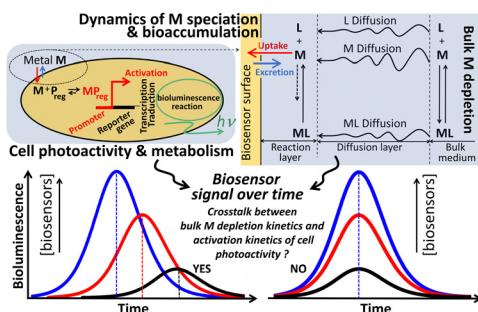 Dynamics of M speciation
& bioaccumulation
Metal M
M + P reg
MP reg
Activation
Promoter
Reporter
gene
Transcription
Traduction
bioluminescence
reaction
hν
Cell photoactivity & metabolism
Uptake
Excretion
Biosensor surface
L
+
M
ML
L Diffusion
M Diffusion
ML Diffusion
L
+
M
ML
Bulk M depletion
Reaction
layer
Diffusion layer
Bulk
medium
Biosensor
signal over time
Crosstalk between
bulk M depletion kinetics and
activation kinetics of cell
photoactivity ?
Bioluminescence
[biosensors]
YES
Time
[biosensors]
NO
Time